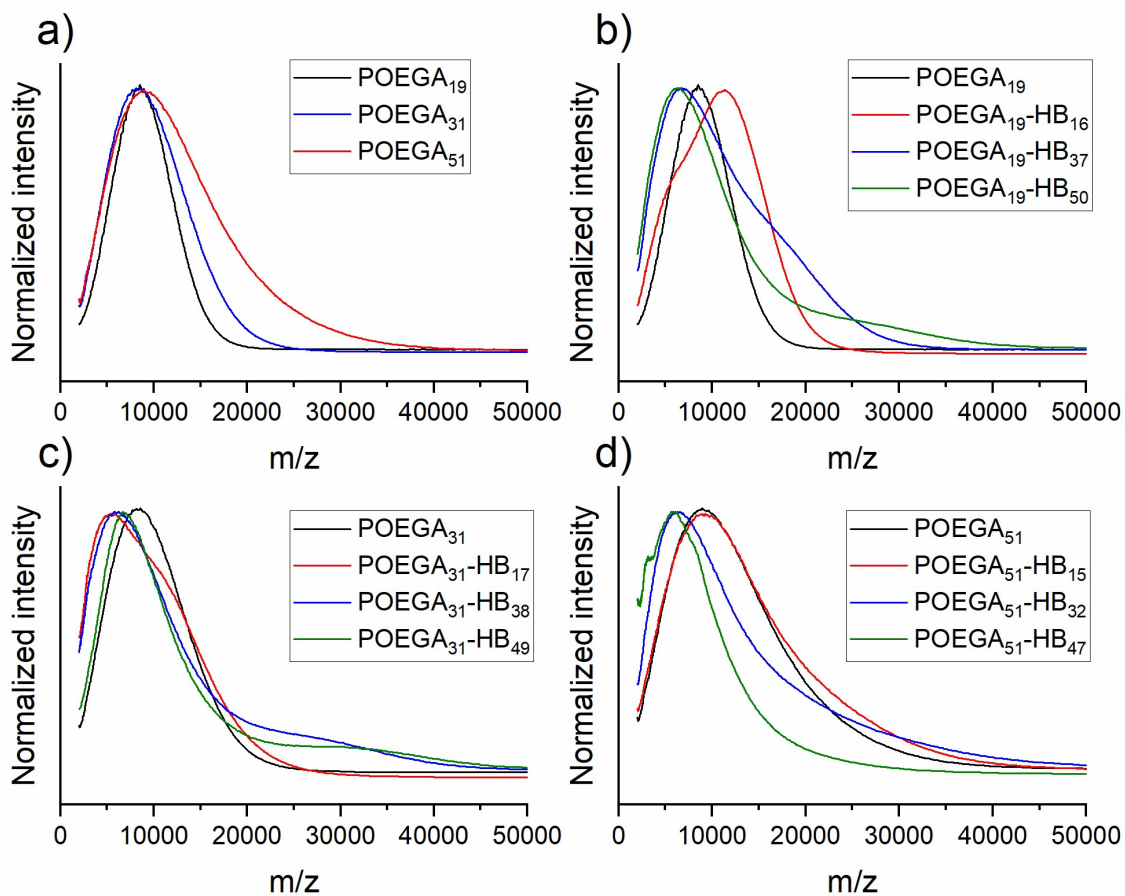 a)
Normalized intensity
POEGA₁₉
POEGA₃₁
POEGA₅₁
0 10000 20000 30000 40000 50000
m/z
b)
Normalized intensity
POEGA₁₉
POEGA₁₉-HB₁₆
POEGA₁₉-HB₃₇
POEGA₁₉-HB₅₀
0 10000 20000 30000 40000 50000
m/z
c)
Normalized intensity
POEGA₃₁
POEGA₃₁-HB₁₇
POEGA₃₁-HB₃₈
POEGA₃₁-HB₄₉
0 10000 20000 30000 40000 50000
m/z
d)
Normalized intensity
POEGA₅₁
POEGA₅₁-HB₁₅
POEGA₅₁-HB₃₂
POEGA₅₁-HB₄₇
0 10000 20000 30000 40000 50000
m/z